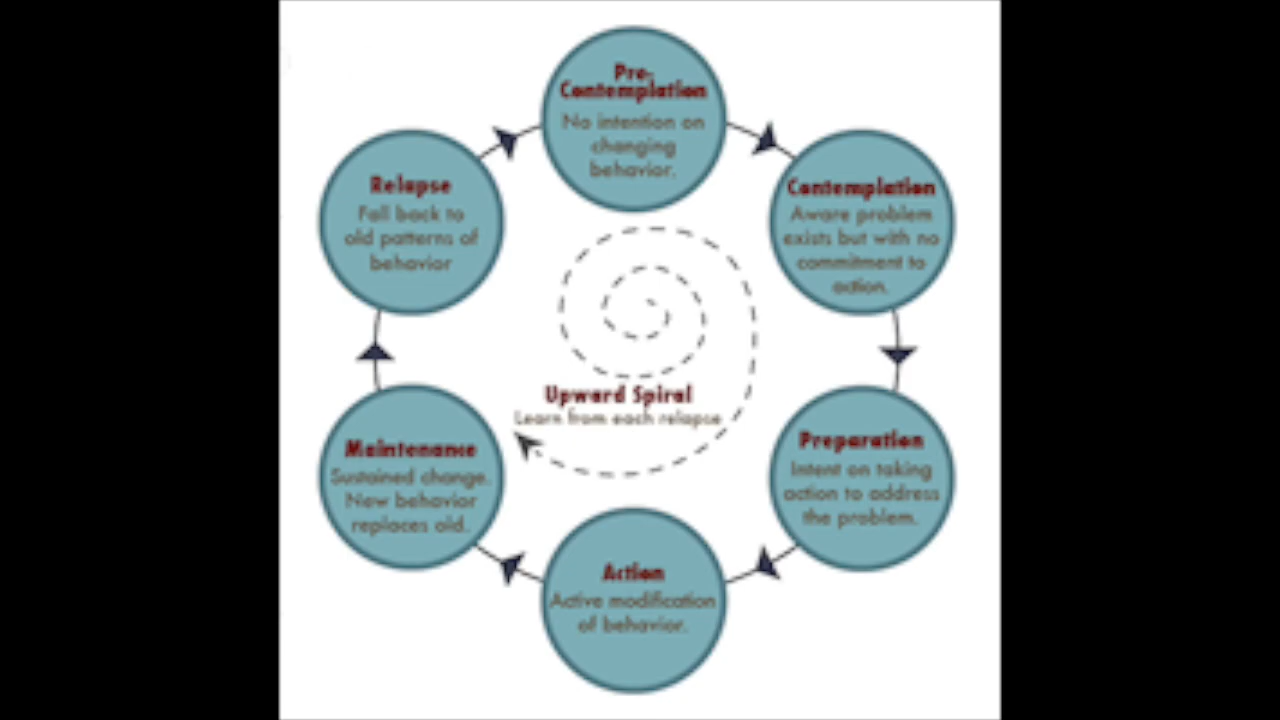 Pre-
Contemplation
No intention on
changing
behavior.
Contemplation
Aware problem
exists but with no
commitment to
action.
Preparation
Intent on taking
action to address
the problem.
Action
Active modification
of behavior.
Maintenance
Sustained change.
New behavior
replaces old.
Relapse
Fall back to
old patterns of
behavior
Upward Spiral
Learn from each relapse